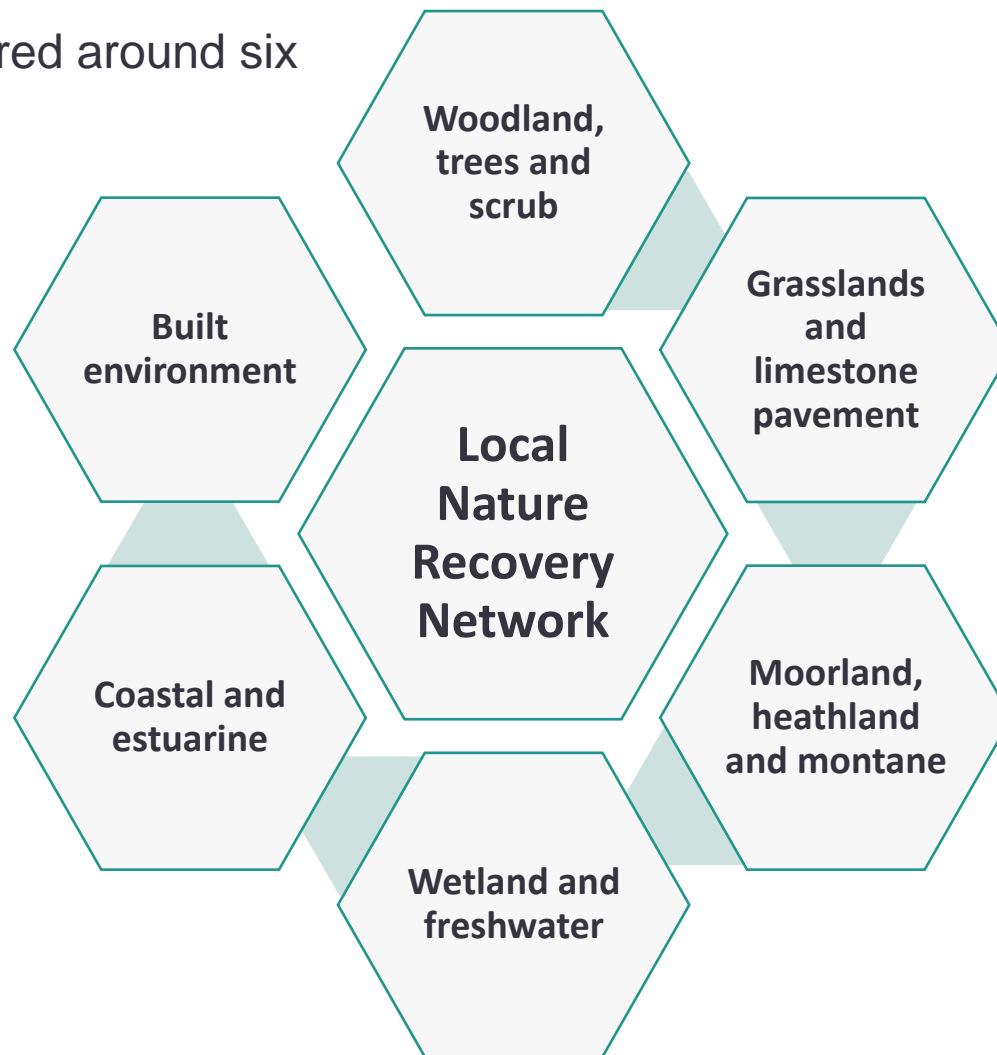 red around six
Woodland,
trees and
scrub
Grasslands
and
limestone
pavement
Built
environment
Local
Nature
Recovery
Network
Moorland,
heathland
and montane
Coastal and
estuarine
Wetland and
freshwater